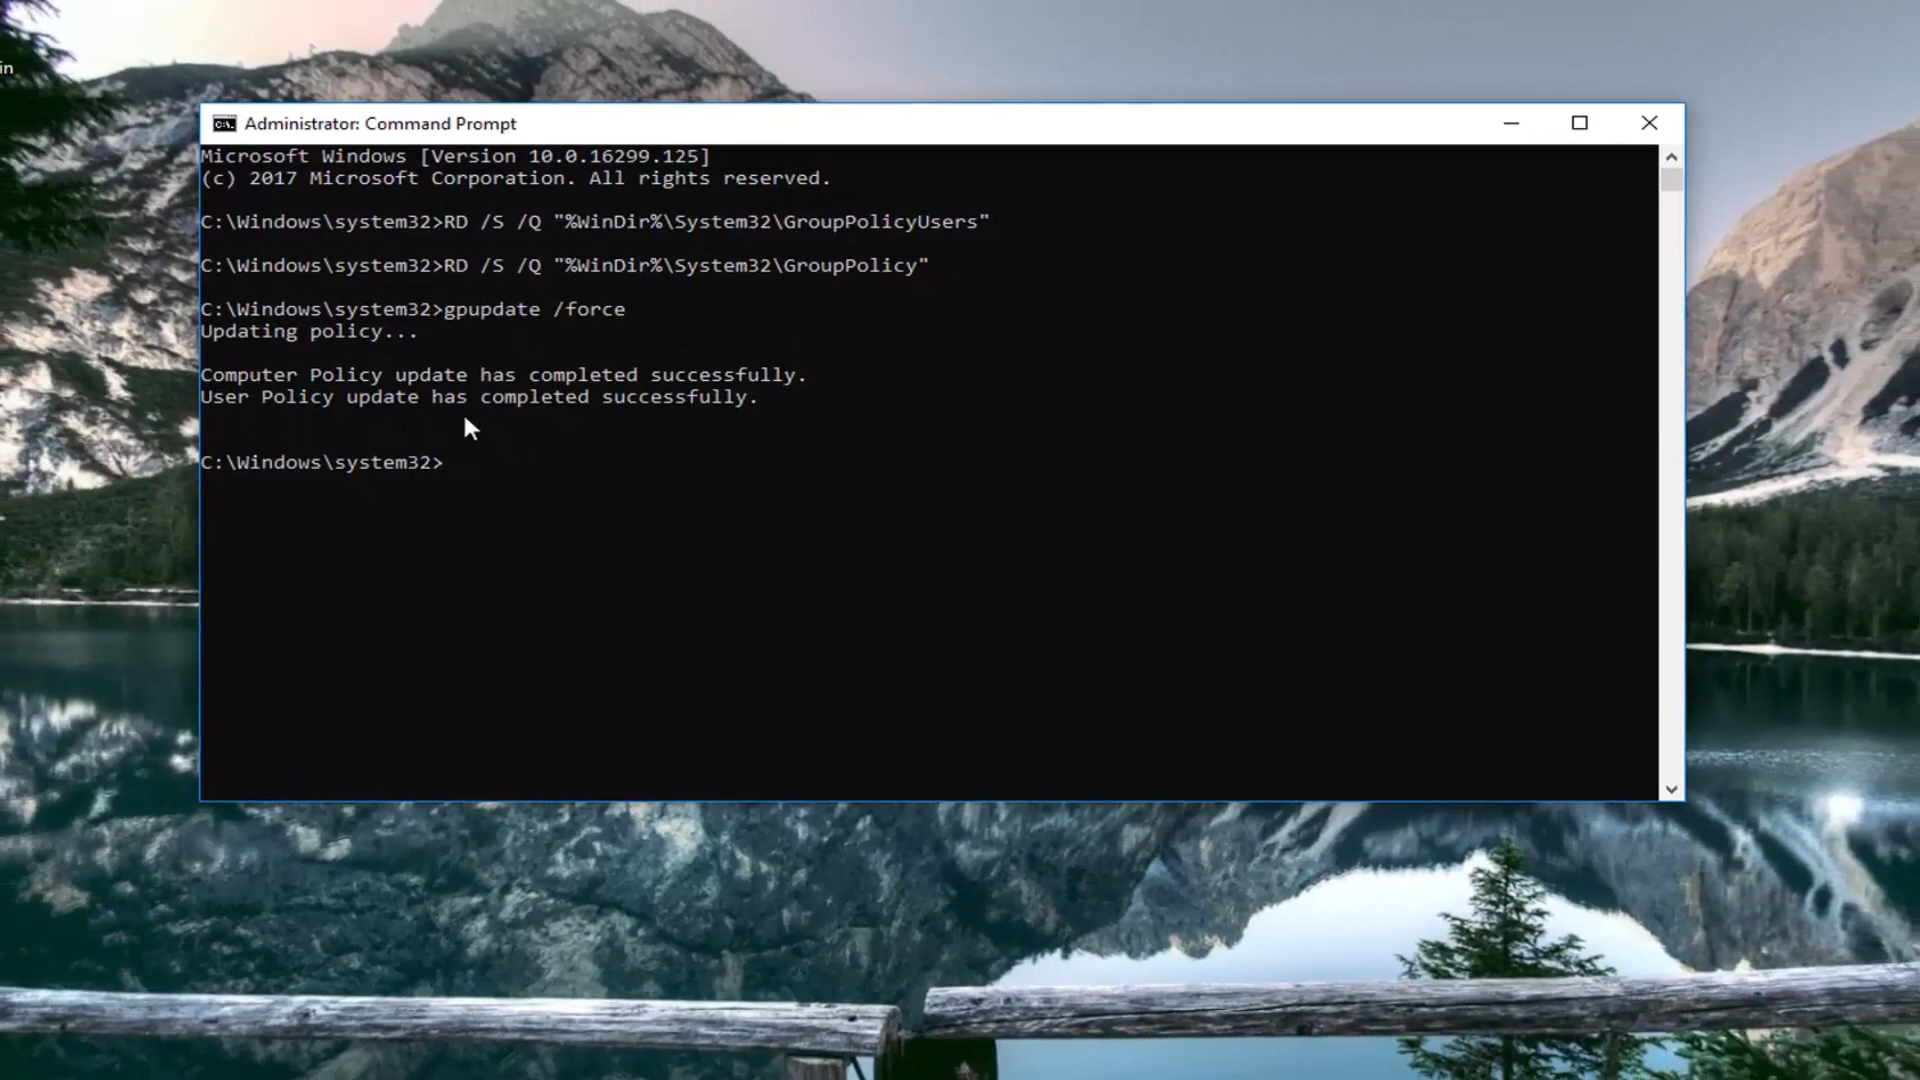 in
Administrator: Command Prompt
Microsoft Windows [Version 10.0.16299.125]
(c) 2017 Microsoft Corporation. All rights reserved.
C:\Windows\system32>RD /S /Q "%WinDir%\System32\GroupPolicyUsers"
C:\Windows\system32>RD /S /Q "%WinDir%\System32\GroupPolicy"
C:\Windows\system32>gpupdate /force
Updating policy...
Computer Policy update has completed successfully.
User Policy update has completed successfully.
C:\Windows\system32>